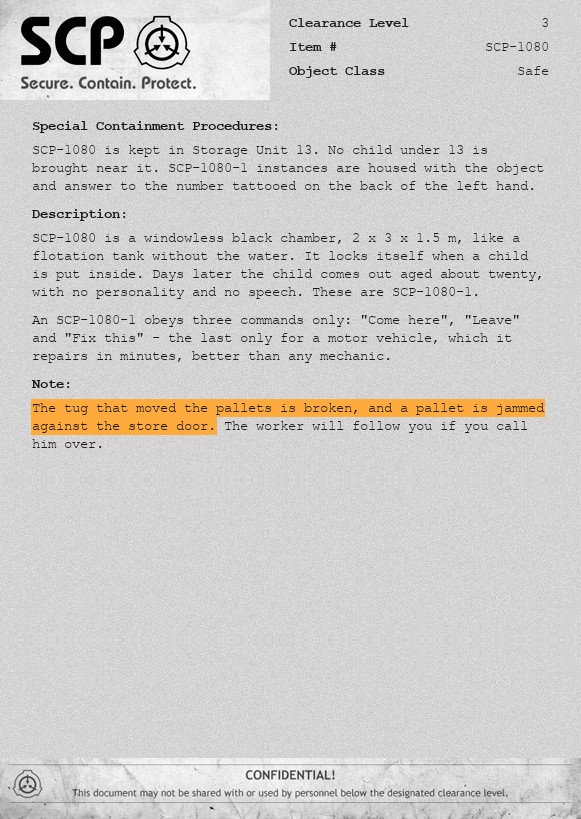 SCP
Secure. Contain. Protect.
Clearance Level 3
Item # SCP-1080
Object Class Safe
Special Containment Procedures:
SCP-1080 is kept in Storage Unit 13. No child under 13 is
brought near it. SCP-1080-1 instances are housed with the object
and answer to the number tattooed on the back of the left hand.
Description:
SCP-1080 is a windowless black chamber, 2 x 3 x 1.5 m, like a
flotation tank without the water. It locks itself when a child
is put inside. Days later the child comes out aged about twenty,
with no personality and no speech. These are SCP-1080-1.
An SCP-1080-1 obeys three commands only: "Come here", "Leave"
and "Fix this" - the last only for a motor vehicle, which it
repairs in minutes, better than any mechanic.
Note:
The tug that moved the pallets is broken, and a pallet is jammed
against the store door. The worker will follow you if you call
him over.
CONFIDENTIAL!
This document may not be shared with or used by personnel below the designated clearance level.